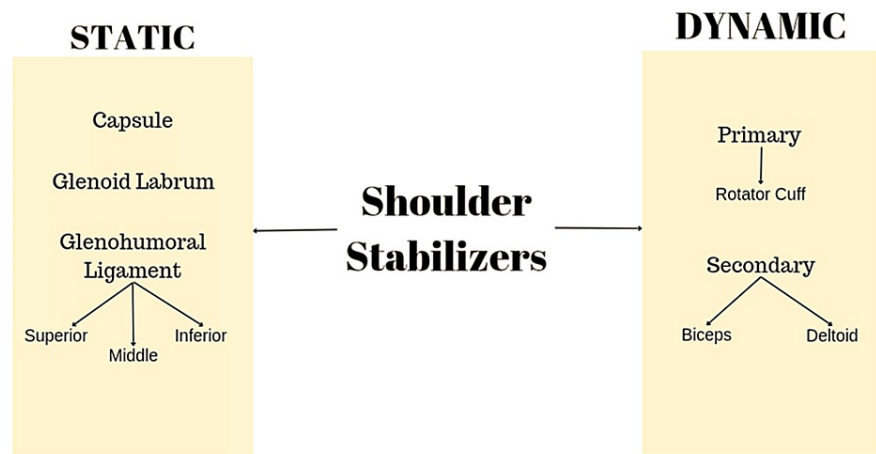 STATIC
Capsule
Glenoid Labrum
Glenohumoral
Ligament
Superior
Middle
Inferior
Shoulder
Stabilizers
DYNAMIC
Primary
Rotator Cuff
Secondary
Biceps
Deltoid